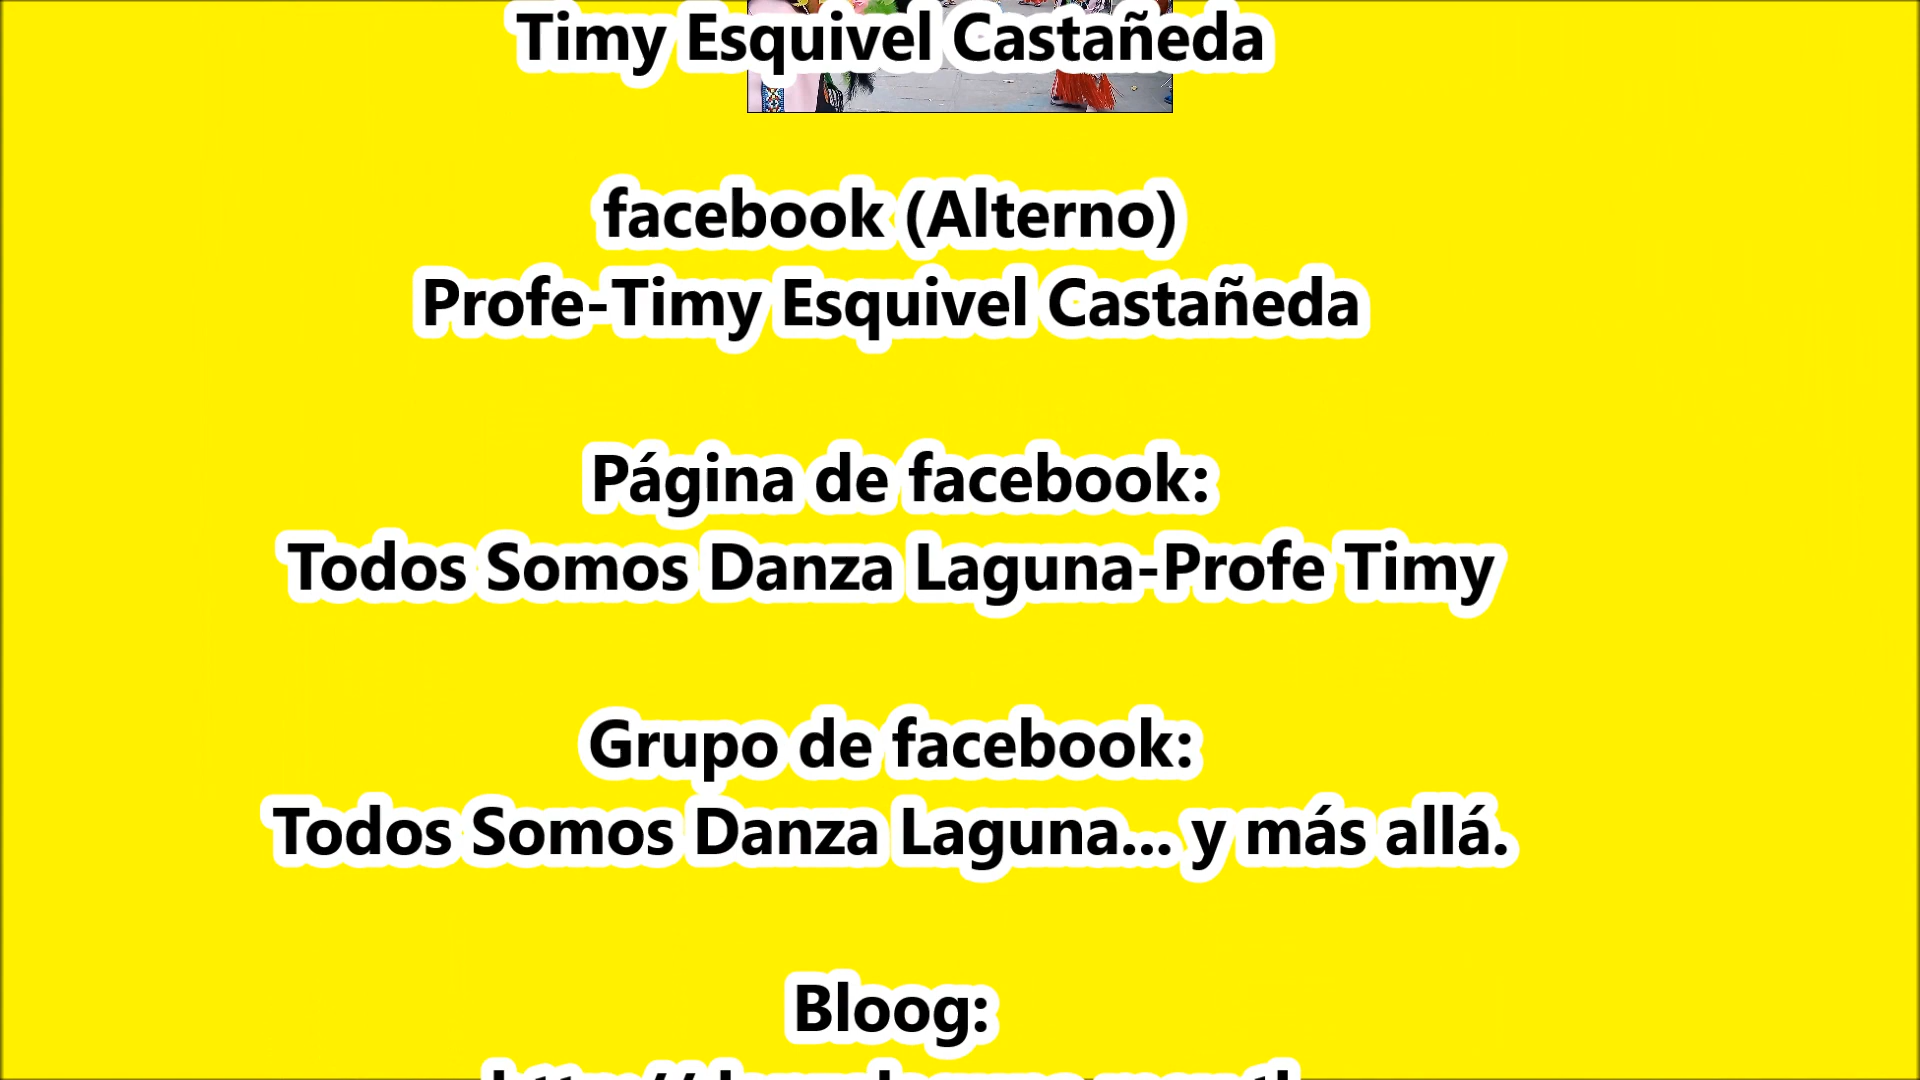 Timy Esquivel Castañeda
facebook (Alterno)
Profe-Timy Esquivel Castañeda
Página de facebook:
Todos Somos Danza Laguna-Profe Timy
Grupo de facebook:
Todos Somos Danza Laguna... y más allá.
Bloog: